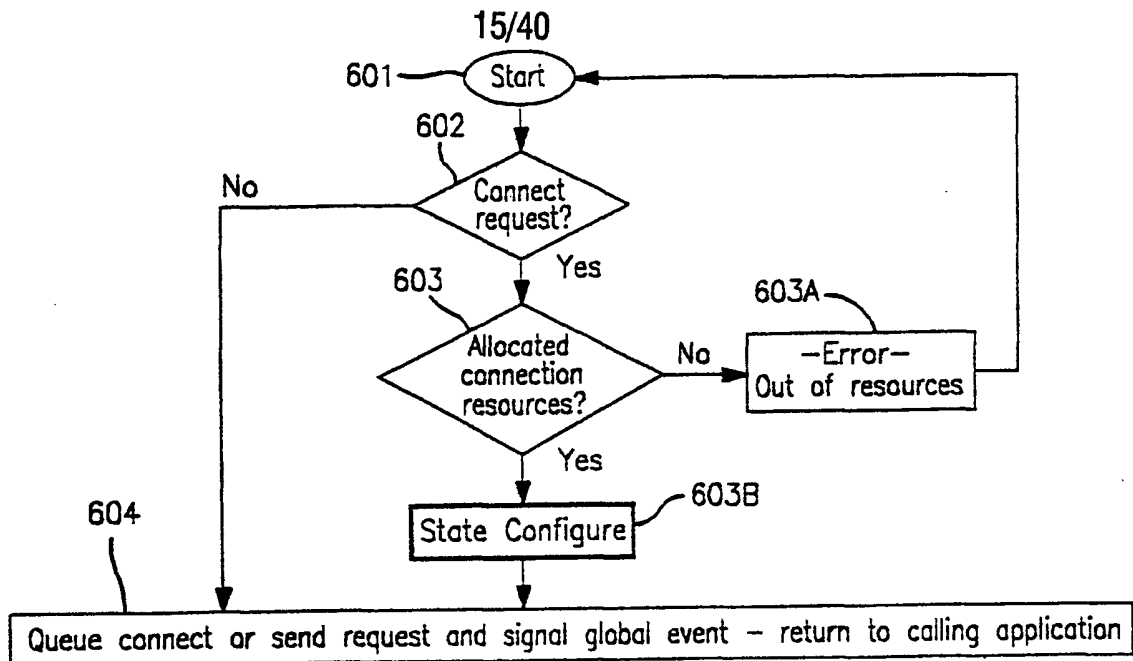 15/40
601
Start
602
No
Connect
request?
Yes
603
603A
Allocated
connection
resources?
No
-Error-
Out of resources
Yes
603B
State Configure
604
Queue connect or send request and signal global event – return to calling application